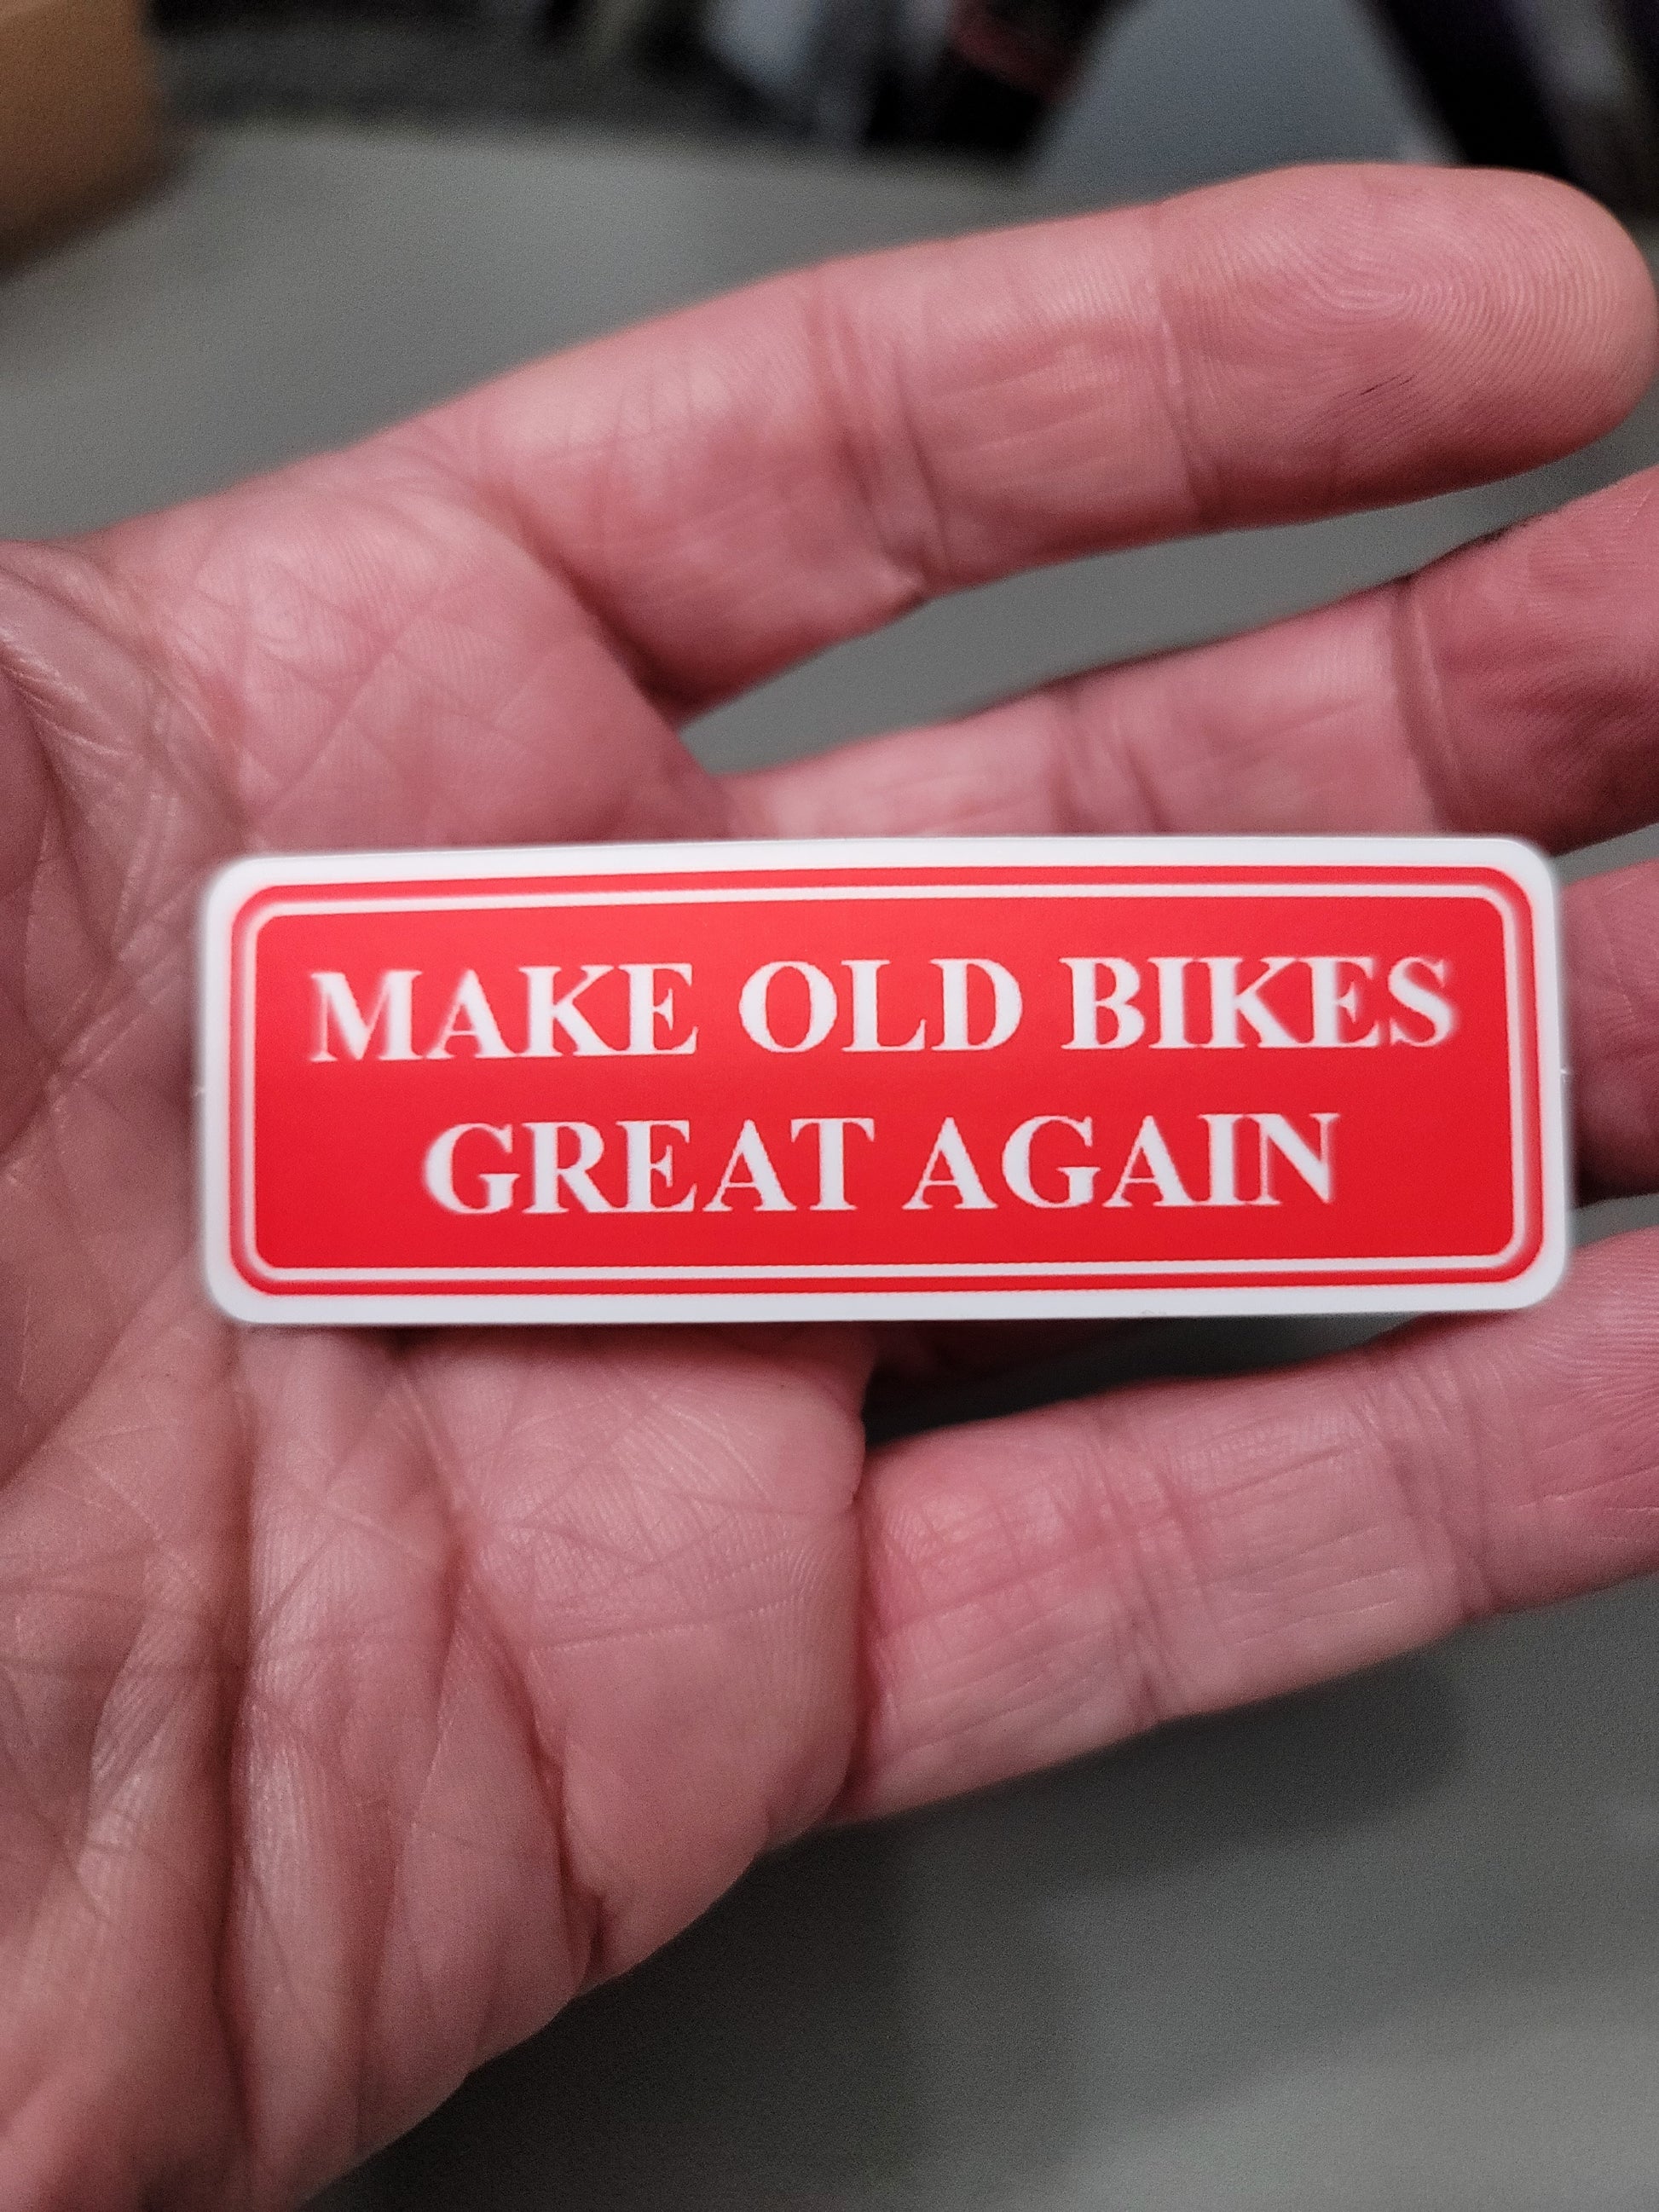 MAKE OLD BIKES
GREAT AGAIN